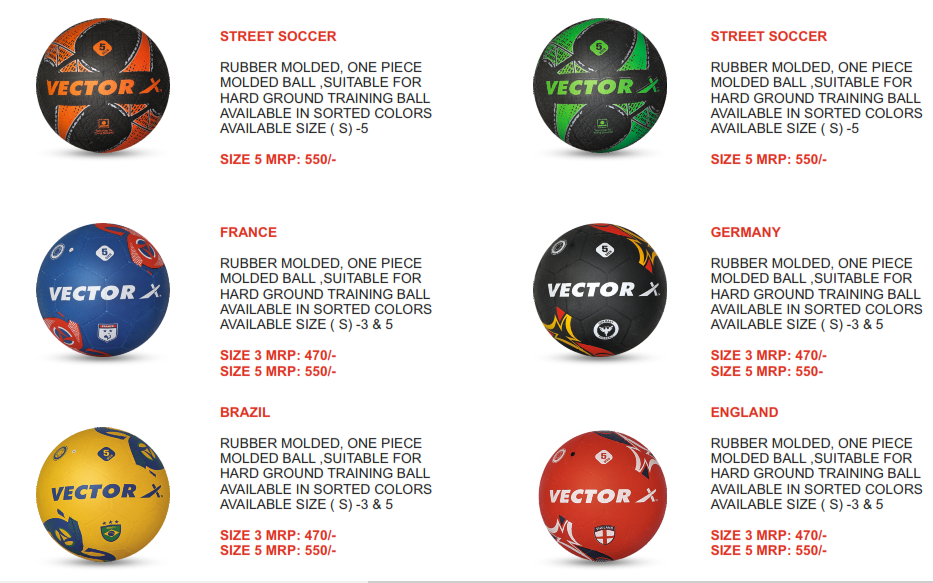 5
VECTOR X
STREET SOCCER
RUBBER MOLDED, ONE PIECE
MOLDED BALL ,SUITABLE FOR
HARD GROUND TRAINING BALL
AVAILABLE IN SORTED COLORS
AVAILABLE SIZE ( S) -5
SIZE 5 MRP: 550/-
5
VECTOR X
STREET SOCCER
RUBBER MOLDED, ONE PIECE
MOLDED BALL ,SUITABLE FOR
HARD GROUND TRAINING BALL
AVAILABLE IN SORTED COLORS
AVAILABLE SIZE ( S) -5
SIZE 5 MRP: 550/-
5
VECTOR X
FRANCE
RUBBER MOLDED, ONE PIECE
MOLDED BALL ,SUITABLE FOR
HARD GROUND TRAINING BALL
AVAILABLE IN SORTED COLORS
AVAILABLE SIZE ( S) -3 & 5
SIZE 3 MRP: 470/-
SIZE 5 MRP: 550/-
5
VECTOR X
GERMANY
RUBBER MOLDED, ONE PIECE
MOLDED BALL ,SUITABLE FOR
HARD GROUND TRAINING BALL
AVAILABLE IN SORTED COLORS
AVAILABLE SIZE ( S) -3 & 5
SIZE 3 MRP: 470/-
SIZE 5 MRP: 550-
5
VECTOR X
BRAZIL
RUBBER MOLDED, ONE PIECE
MOLDED BALL ,SUITABLE FOR
HARD GROUND TRAINING BALL
AVAILABLE IN SORTED COLORS
AVAILABLE SIZE ( S) -3 & 5
SIZE 3 MRP: 470/-
SIZE 5 MRP: 550/-
5
VECTOR X
ENGLAND
ENGLAND
RUBBER MOLDED, ONE PIECE
MOLDED BALL ,SUITABLE FOR
HARD GROUND TRAINING BALL
AVAILABLE IN SORTED COLORS
AVAILABLE SIZE ( S) -3 & 5
SIZE 3 MRP: 470/-
SIZE 5 MRP: 550/-